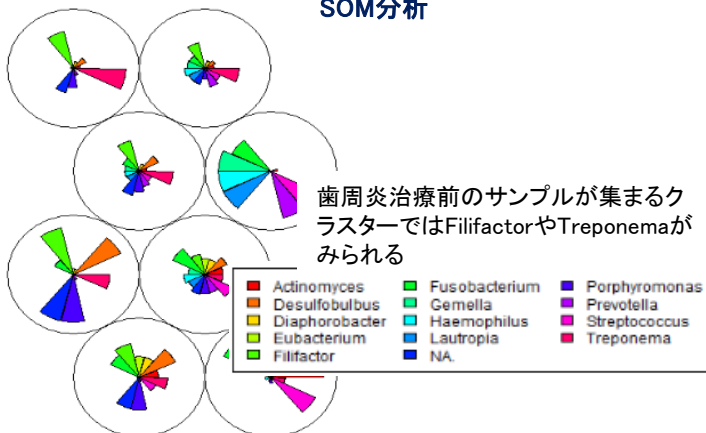 SOM分析
歯周炎治療前のサンプルが集まるク
ラスターではFilifactorやTreponemaが
みられる
Actinomyces
Desulfobulbus
Diaphorobacter
Eubacterium
Filifactor
Fusobacterium
Gemella
Haemophilus
Lautropia
NA.
Porphyromonas
Prevotella
Streptococcus
Treponema